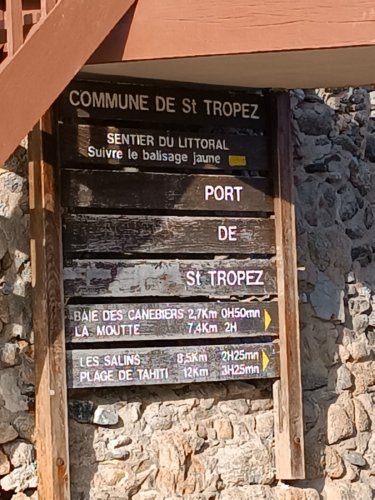 COMMUNE DE St TROPEZ
SENTIER DU LITTORAL
Suivre le balisage jaune
PORT
DE
St TROPEZ
BAIE DES CANEBIERS 2,7Km 0H50mn
LA MOUTTE 7,4Km 2H
LES SALINS 8,5Km 2H25mn
PLAGE DE TAHITI 12Km 3H25mn